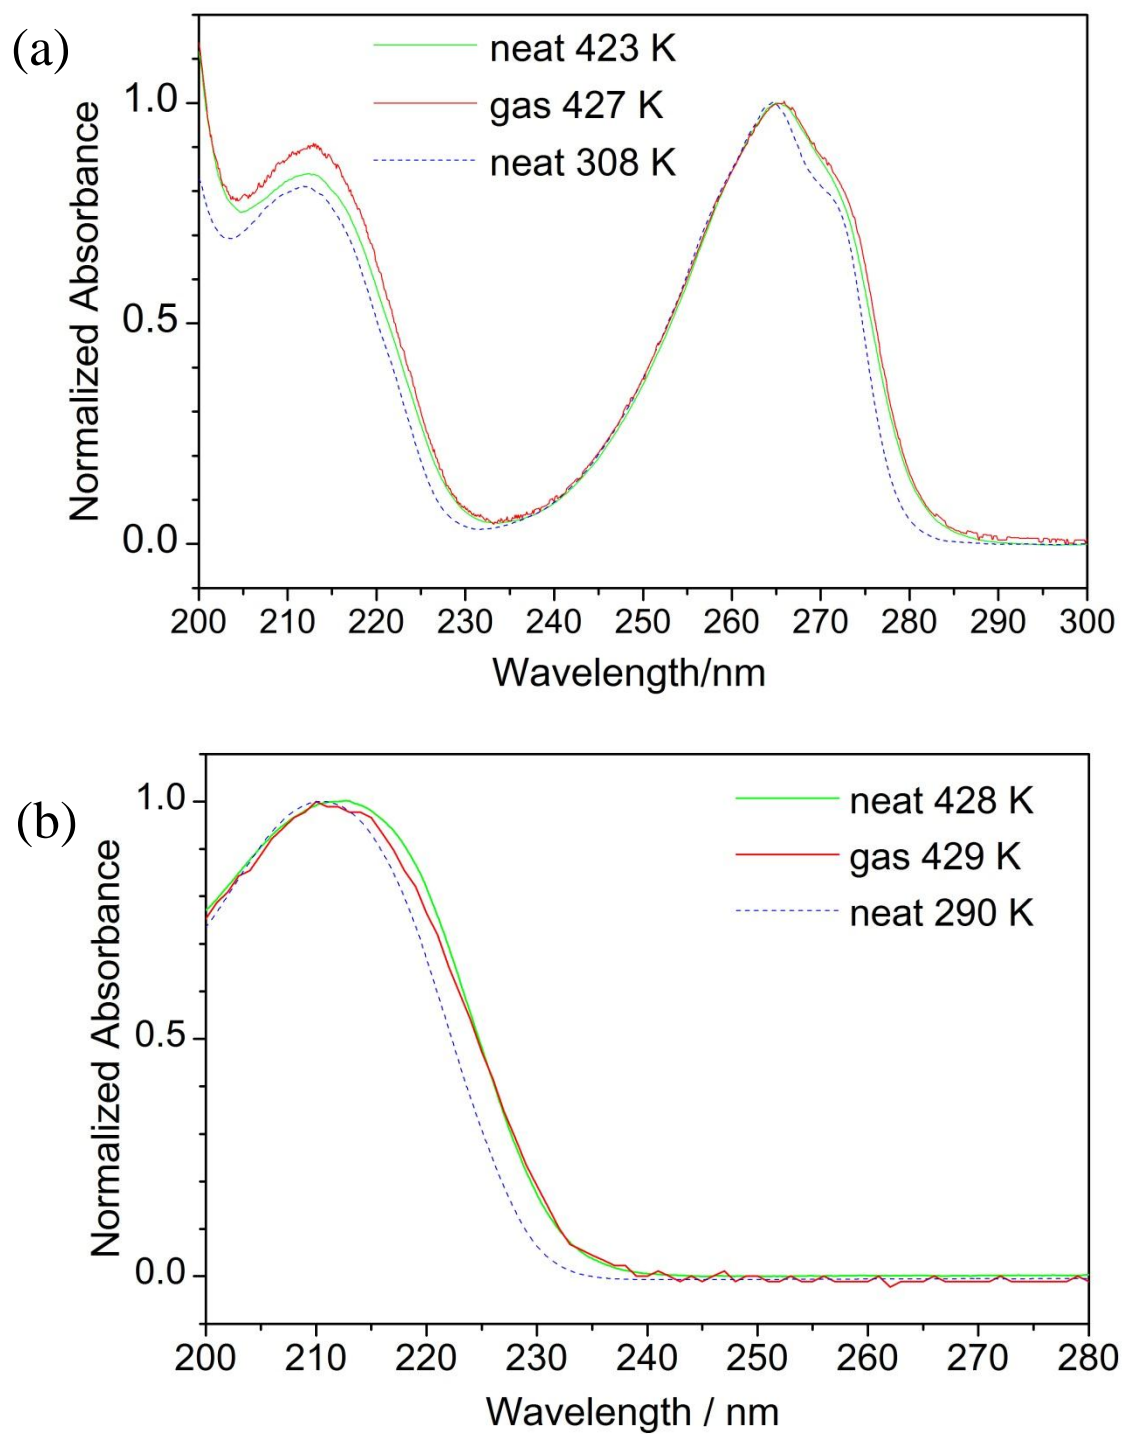 (a)
neat 423 K
gas 427 K
neat 308 K
Normalized Absorbance
1.0
0.5
0.0
200 210 220 230 240 250 260 270 280 290 300
Wavelength/nm
(b)
neat 428 K
gas 429 K
neat 290 K
Normalized Absorbance
1.0
0.5
0.0
200 210 220 230 240 250 260 270 280
Wavelength / nm